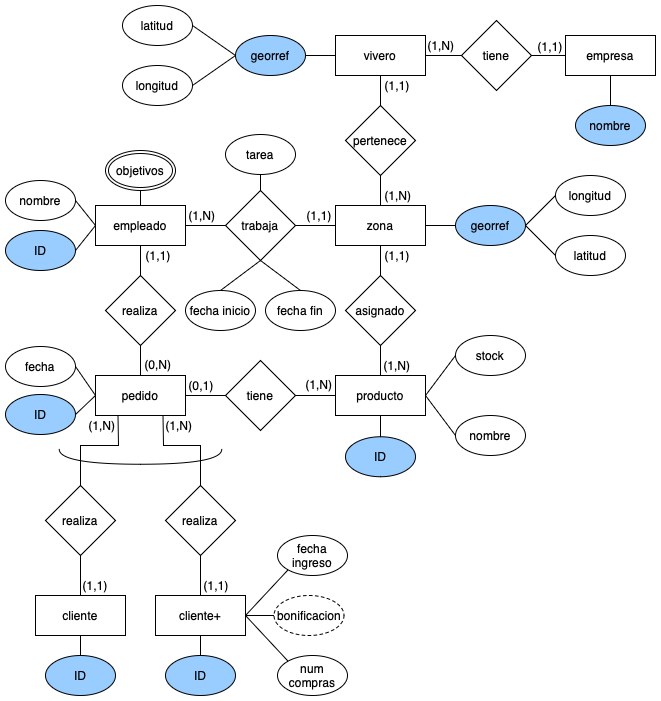 latitud
longitud
georref
vivero
(1,N)
tiene
(1,1)
empresa
nombre
(1,1)
pertenece
(1,N)
objetivos
tarea
nombre
ID
empleado
(1,N)
trabaja
(1,1)
zona
georref
longitud
latitud
(1,1)
(1,1)
realiza
fecha inicio
fecha fin
asignado
(0,N)
(1,N)
fecha
ID
pedido
(0,1)
tiene
(1,N)
producto
stock
nombre
ID
(1,N)
(1,N)
realiza
realiza
(1,1)
(1,1)
cliente
cliente+
ID
ID
fecha
ingreso
bonificacion
num
compras